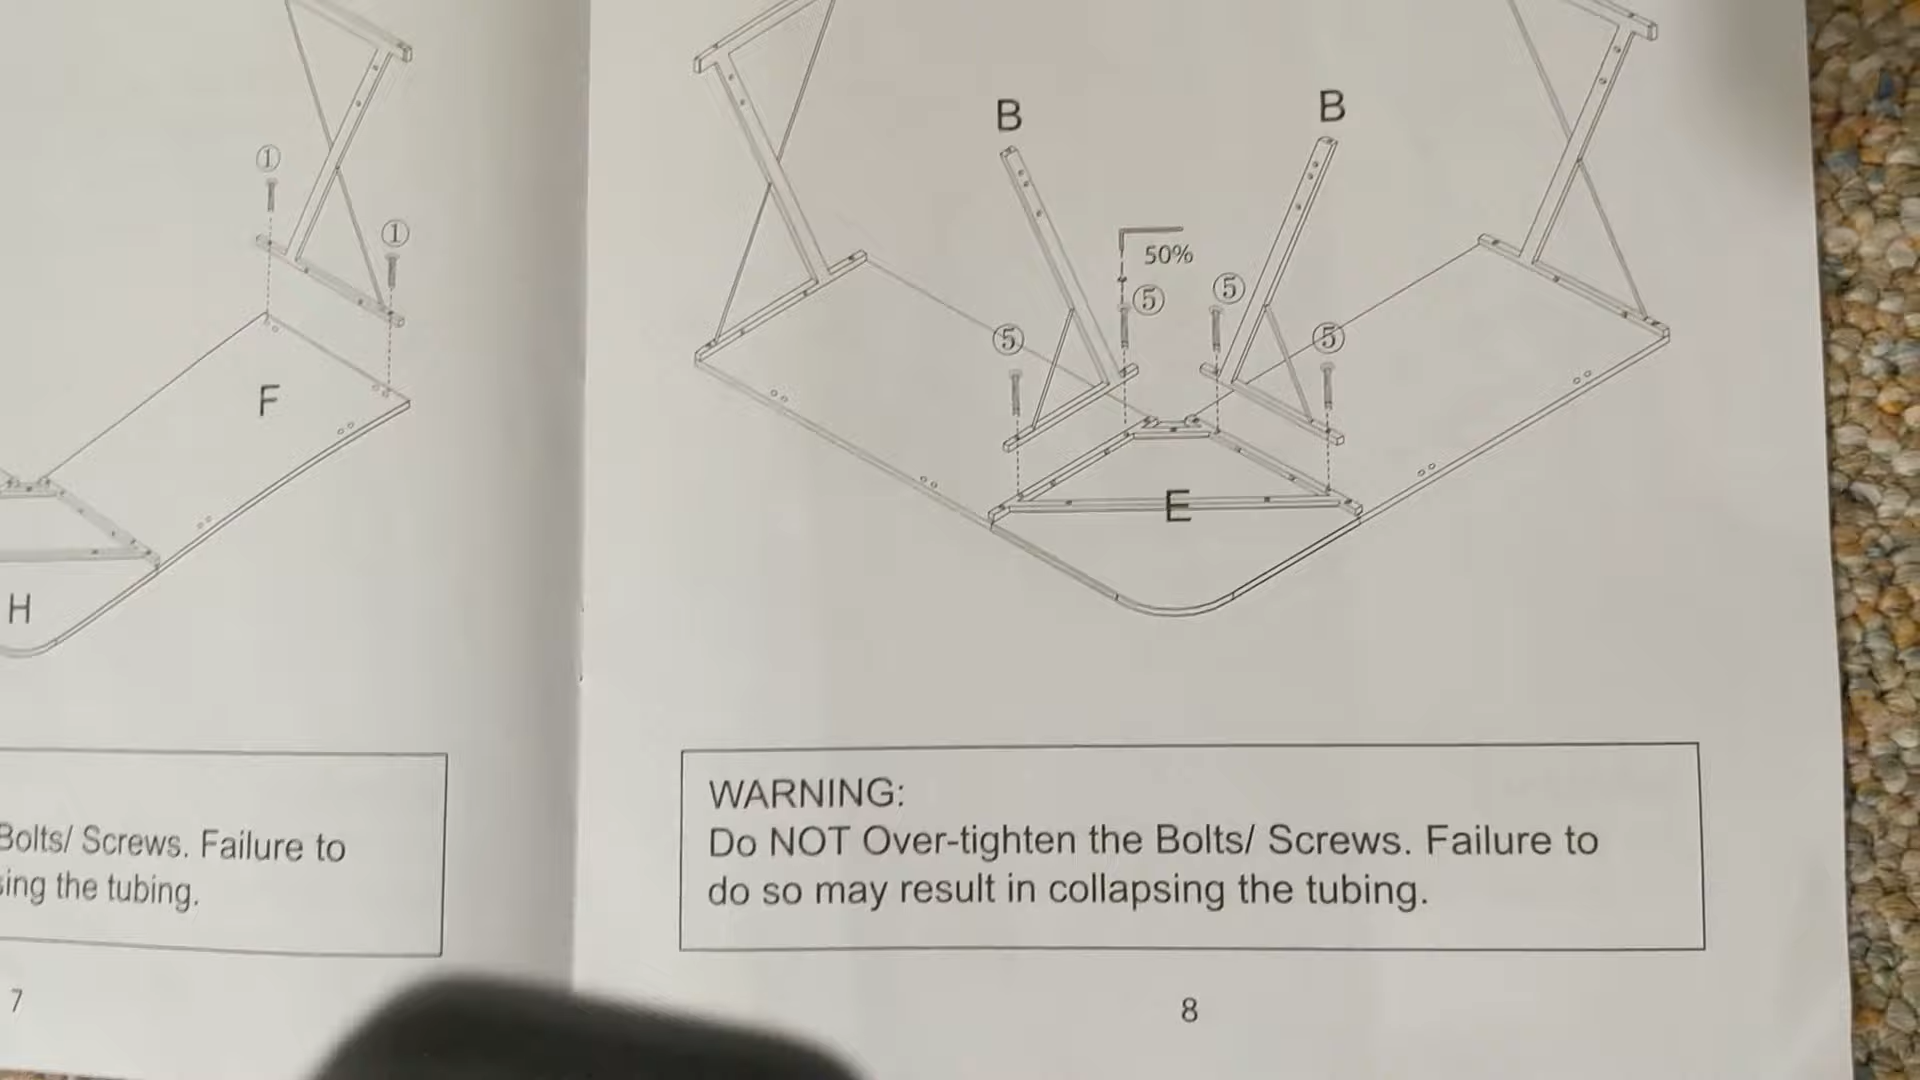 ①
①
F
H
Bolts/ Screws. Failure to
sing the tubing.
7
B
B
50%
⑤
⑤
⑤
⑤
E
WARNING:
Do NOT Over-tighten the Bolts/ Screws. Failure to
do so may result in collapsing the tubing.
8